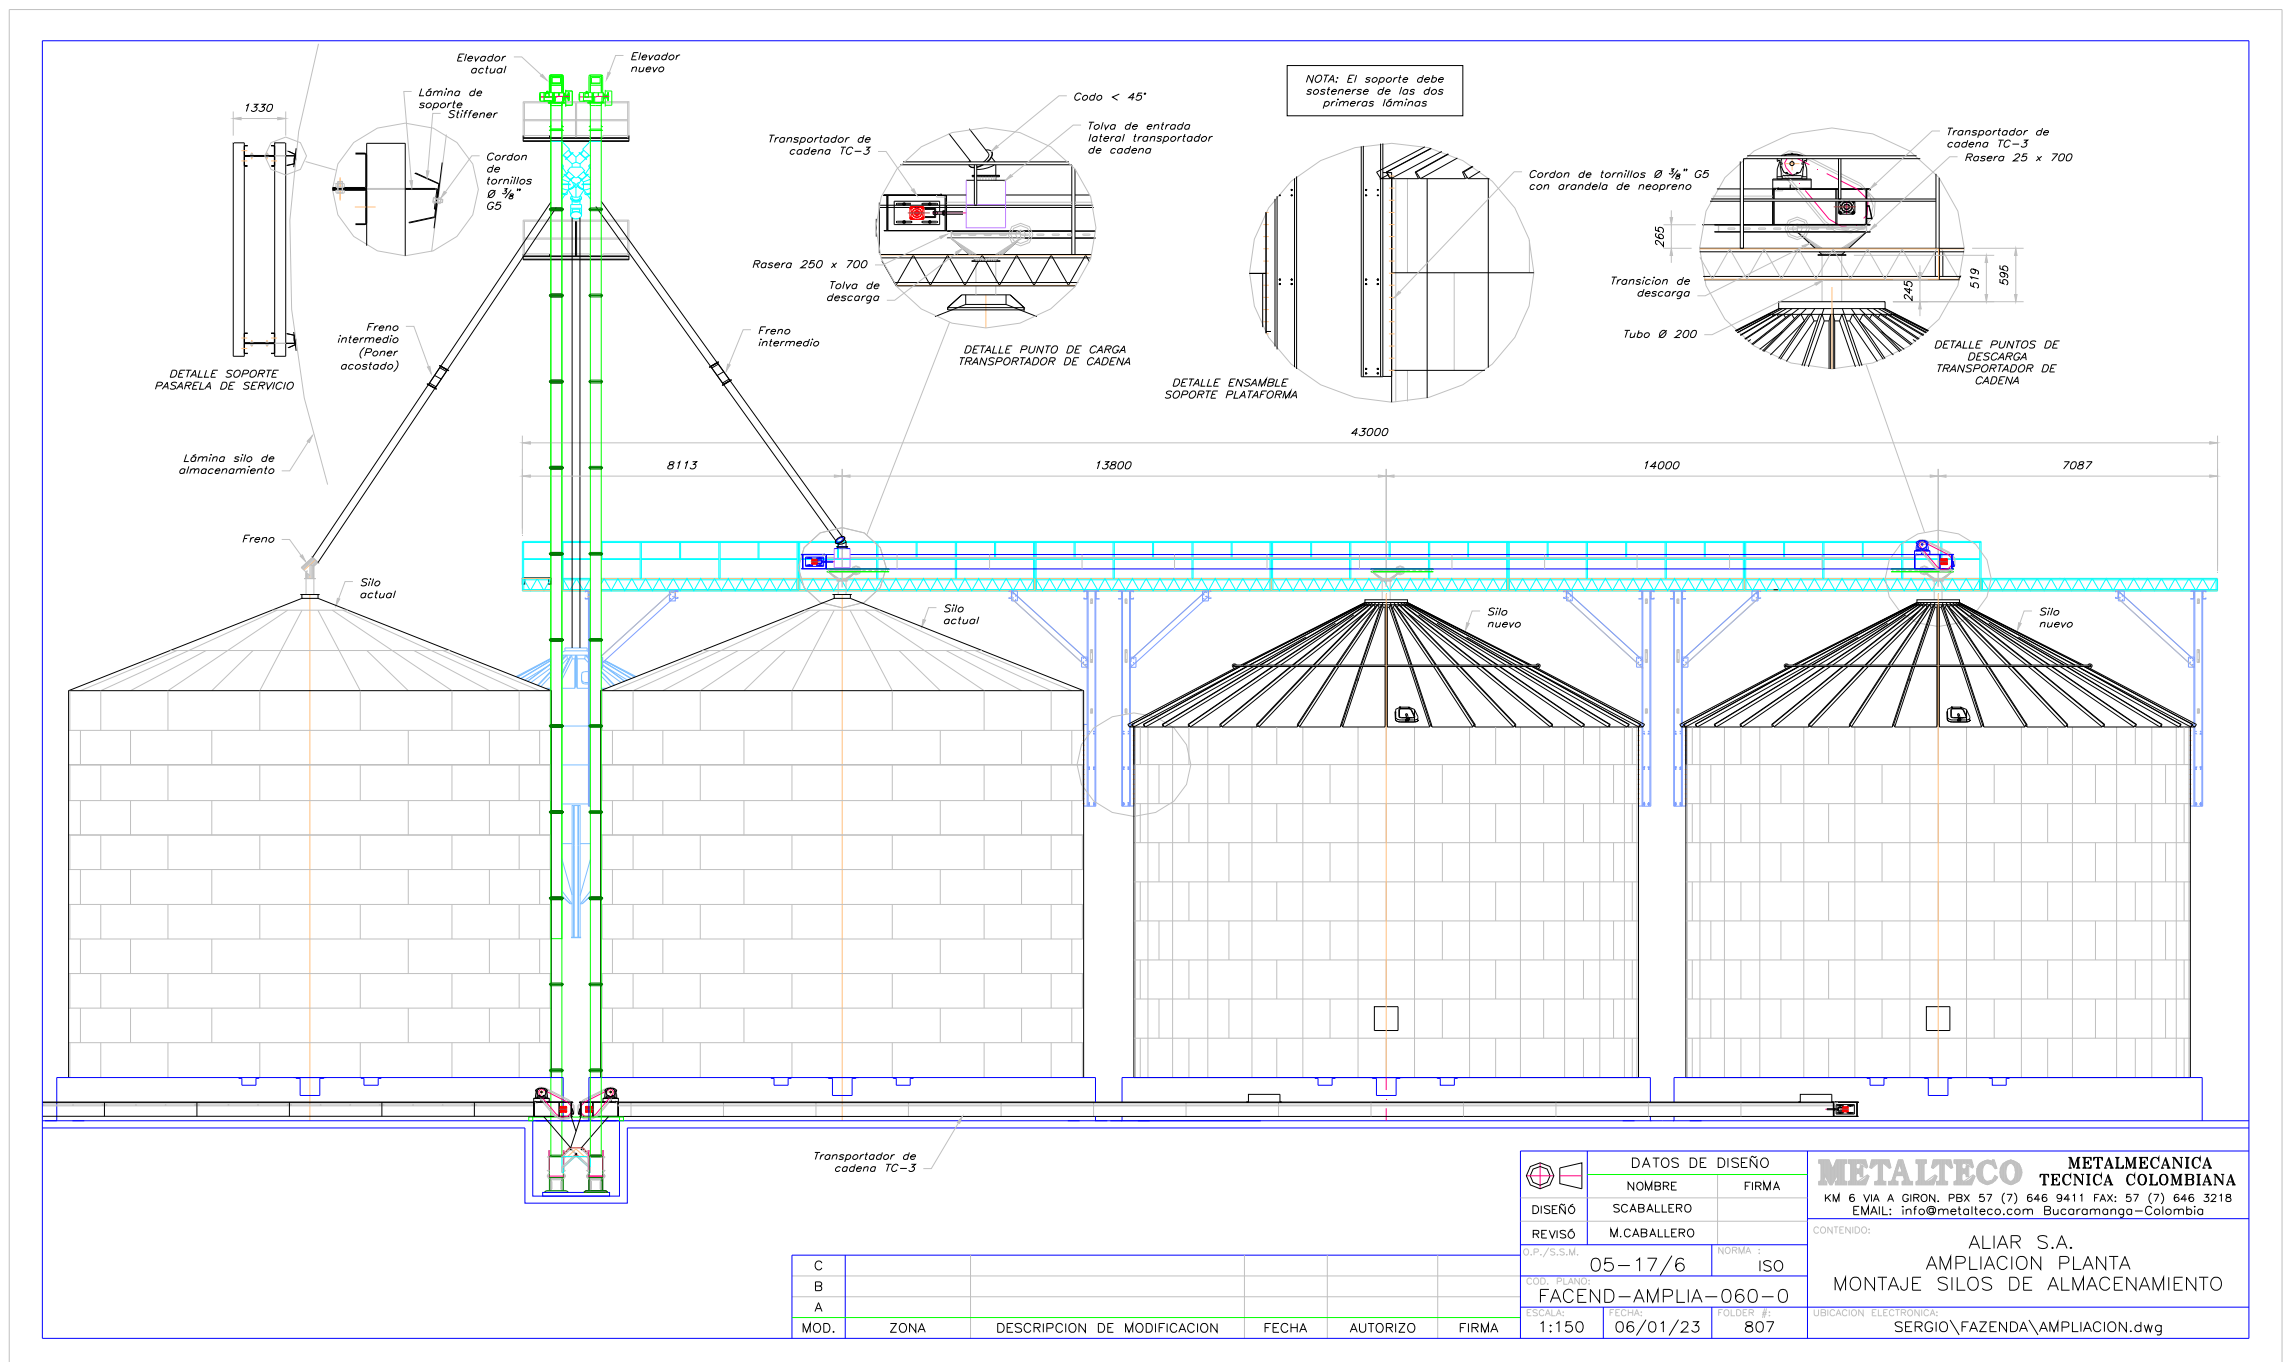 Elevador
actual
Elevador
nuevo
Lámina de
soporte
Stiffener
1330
Cordon
de
tornillos
Ø ⅜"
G5
DETALLE SOPORTE
PASARELA DE SERVICIO
Freno
intermedio
(Poner
acostado)
Freno
intermedio
Lámina silo de
almacenamiento
Freno
Codo < 45°
Transportador de
cadena TC-3
Tolva de entrada
lateral transportador
de cadena
Rasera 250 x 700
Tolva de
descarga
DETALLE PUNTO DE CARGA
TRANSPORTADOR DE CADENA
NOTA: El soporte debe
sostenerse de las dos
primeras láminas
Cordon de tornillos Ø ⅜" G5
con arandela de neopreno
DETALLE ENSAMBLE
SOPORTE PLATAFORMA
Transportador de
cadena TC-3
Rasera 25 x 700
265
Transicion de
descarga
Tubo Ø 200
245
519
595
DETALLE PUNTOS DE
DESCARGA
TRANSPORTADOR DE
CADENA
43000
8113
13800
14000
7087
Silo
actual
Silo
actual
Silo
nuevo
Silo
nuevo
Transportador de
cadena TC-3
C
B
A
MOD. ZONA DESCRIPCION DE MODIFICACION FECHA AUTORIZO FIRMA
DATOS DE DISEÑO
NOMBRE FIRMA
DISEÑÓ SCABALLERO
REVISÓ M.CABALLERO
O.P./S.S.M. 05-17/6 NORMA : ISO
COD. PLANO:
FACEND-AMPLIA-060-0
ESCALA: FECHA: FOLDER #:
1:150 06/01/23 807
METALTECO METALMECANICA
TECNICA COLOMBIANA
KM 6 VIA A GIRON. PBX 57 (7) 646 9411 FAX: 57 (7) 646 3218
EMAIL: info@metalteco.com Bucaramanga-Colombia
CONTENIDO:
ALIAR S.A.
AMPLIACION PLANTA
MONTAJE SILOS DE ALMACENAMIENTO
UBICACION ELECTRONICA:
SERGIO\FAZENDA\AMPLIACION.dwg